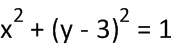 x² + (y - 3)² = 1